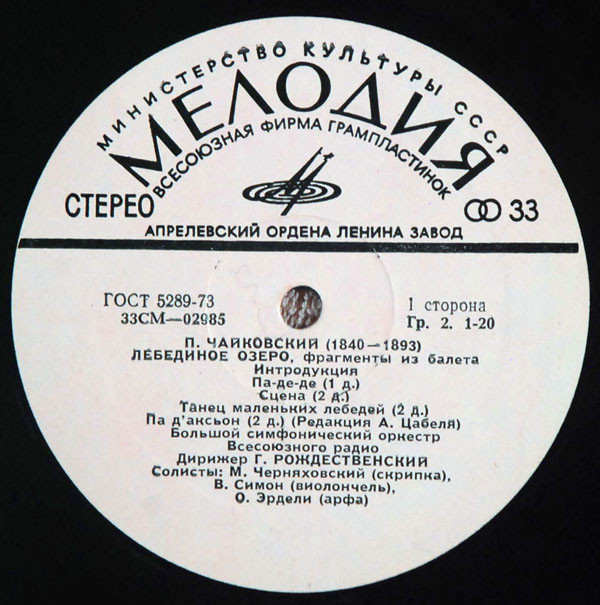 МИНИСТЕРСТВО КУЛЬТУРЫ СССР
МЕЛОДИЯ
ВСЕСОЮЗНАЯ ФИРМА ГРАМПЛАСТИНОК
СТЕРЕО
33
АПРЕЛЕВСКИЙ ОРДЕНА ЛЕНИНА ЗАВОД
ГОСТ 5289-73
33СМ—02985
1 сторона
Гр. 2. 1-20
П. ЧАЙКОВСКИЙ (1840—1893)
ЛЕБЕДИНОЕ ОЗЕРО, фрагменты из балета
Интродукция
Па-де-де (1 д.)
Сцена (2 д.)
Танец маленьких лебедей (2 д.)
Па д'аксьон (2 д.) (Редакция А. Цабеля)
Большой симфонический оркестр
Всесоюзного радио
Дирижер Г. РОЖДЕСТВЕНСКИЙ
Солисты: М. Черняховский (скрипка),
В. Симон (виолончель),
О. Эрдели (арфа)